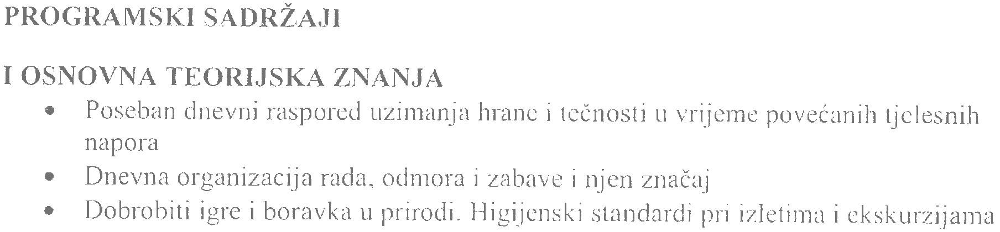 PROGRAMSKI SADRŽAJI
I OSNOVNA TEORIJSKA ZNANJA
• Poseban dnevni raspored uzimanja hrane i tečnosti u vrijeme povećanih tjelesnih
napora
• Dnevna organizacija rada, odmora i zabave i njen značaj
• Dobrobiti igre i boravka u prirodi. Higijenski standardi pri izletima i ekskurzijama